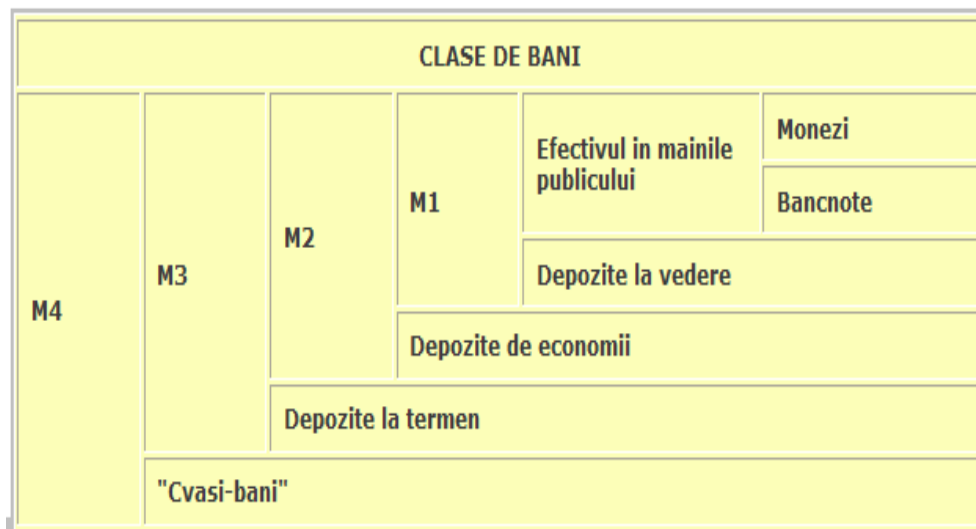 CLASE DE BANI
M4
M3
M2
M1
Efectivul in mainile
publicului
Monezi
Bancnote
Depozite la vedere
Depozite de economii
Depozite la termen
"Cvasi-bani"